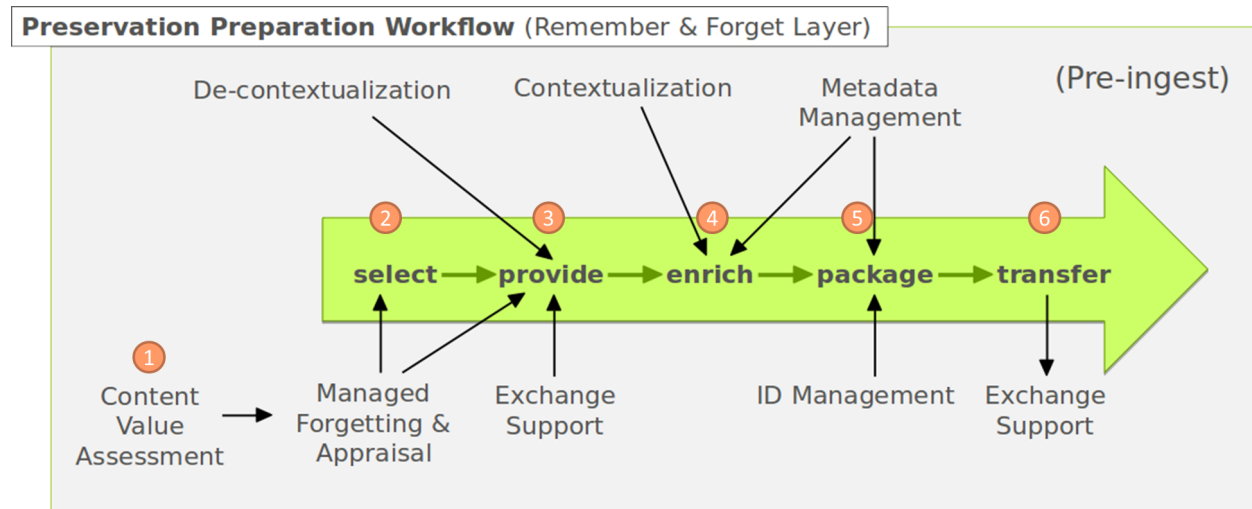 Preservation Preparation Workflow (Remember & Forget Layer)
(Pre-ingest)
De-contextualization
Contextualization
Metadata
Management
2
3
4
5
6
select
provide
enrich
package
transfer
1
Content
Value
Assessment
Managed
Forgetting &
Appraisal
Exchange
Support
ID Management
Exchange
Support